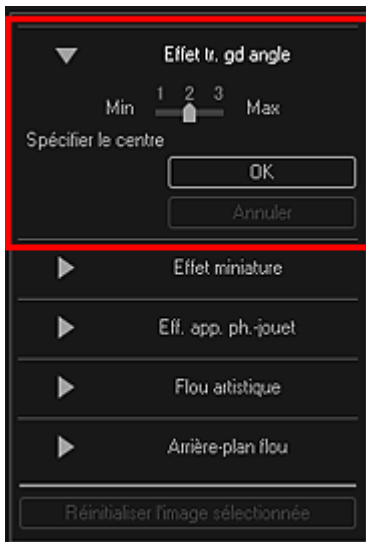 Effet tr. gd angle
1 2 3
Min Max
Spécifier le centre
OK
Annuler
Effet miniature
Eff. app. ph.-jouet
Flou artistique
Arrière-plan flou
Réinitialiser l'image sélectionnée